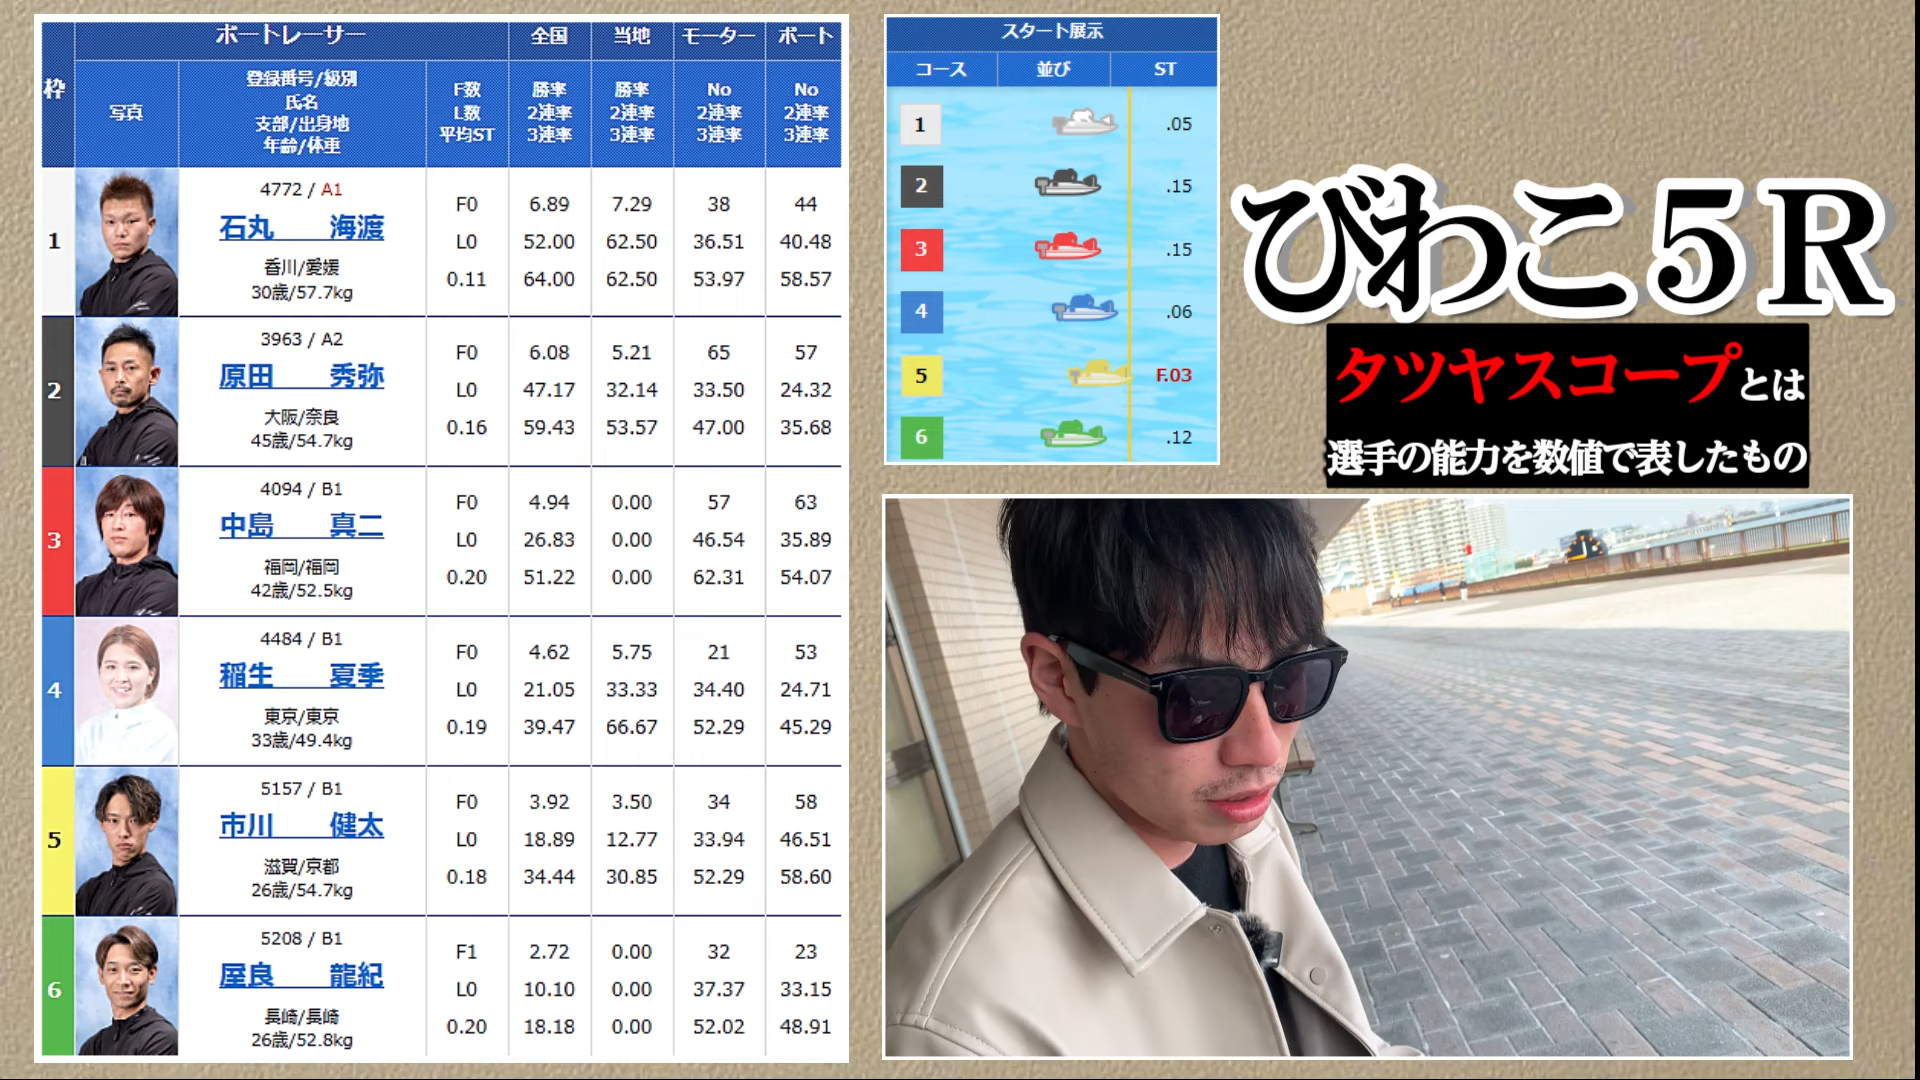 枠 ボートレーサー 全国 当地 モーター ボート
写真 登録番号/級別 氏名 支部/出身地 年齢/体重 F数 L数 平均ST 勝率 2連率 3連率 勝率 2連率 3連率 No 2連率 3連率 No 2連率 3連率
1 4772 / A1
石丸 海渡
香川/愛媛
30歳/57.7kg
F0 6.89 7.29 38 44
L0 52.00 62.50 36.51 40.48
0.11 64.00 62.50 53.97 58.57
2 3963 / A2
原田 秀弥
大阪/奈良
45歳/54.7kg
F0 6.08 5.21 65 57
L0 47.17 32.14 33.50 24.32
0.16 59.43 53.57 47.00 35.68
3 4094 / B1
中島 真二
福岡/福岡
42歳/52.5kg
F0 4.94 0.00 57 63
L0 26.83 0.00 46.54 35.89
0.20 51.22 0.00 62.31 54.07
4 4484 / B1
稲生 夏季
東京/東京
33歳/49.4kg
F0 4.62 5.75 21 53
L0 21.05 33.33 34.40 24.71
0.19 39.47 66.67 52.29 45.29
5 5157 / B1
市川 健太
滋賀/京都
26歳/54.7kg
F0 3.92 3.50 34 58
L0 18.89 12.77 33.94 46.51
0.18 34.44 30.85 52.29 58.60
6 5208 / B1
屋良 龍紀
長崎/長崎
26歳/52.8kg
F1 2.72 0.00 32 23
L0 10.10 0.00 37.37 33.15
0.20 18.18 0.00 52.02 48.91
スタート展示
コース 並び ST
1 .05
2 .15
3 .15
4 .06
5 F.03
6 .12
びわこ5R
タツヤスコープとは
選手の能力を数値で表したもの